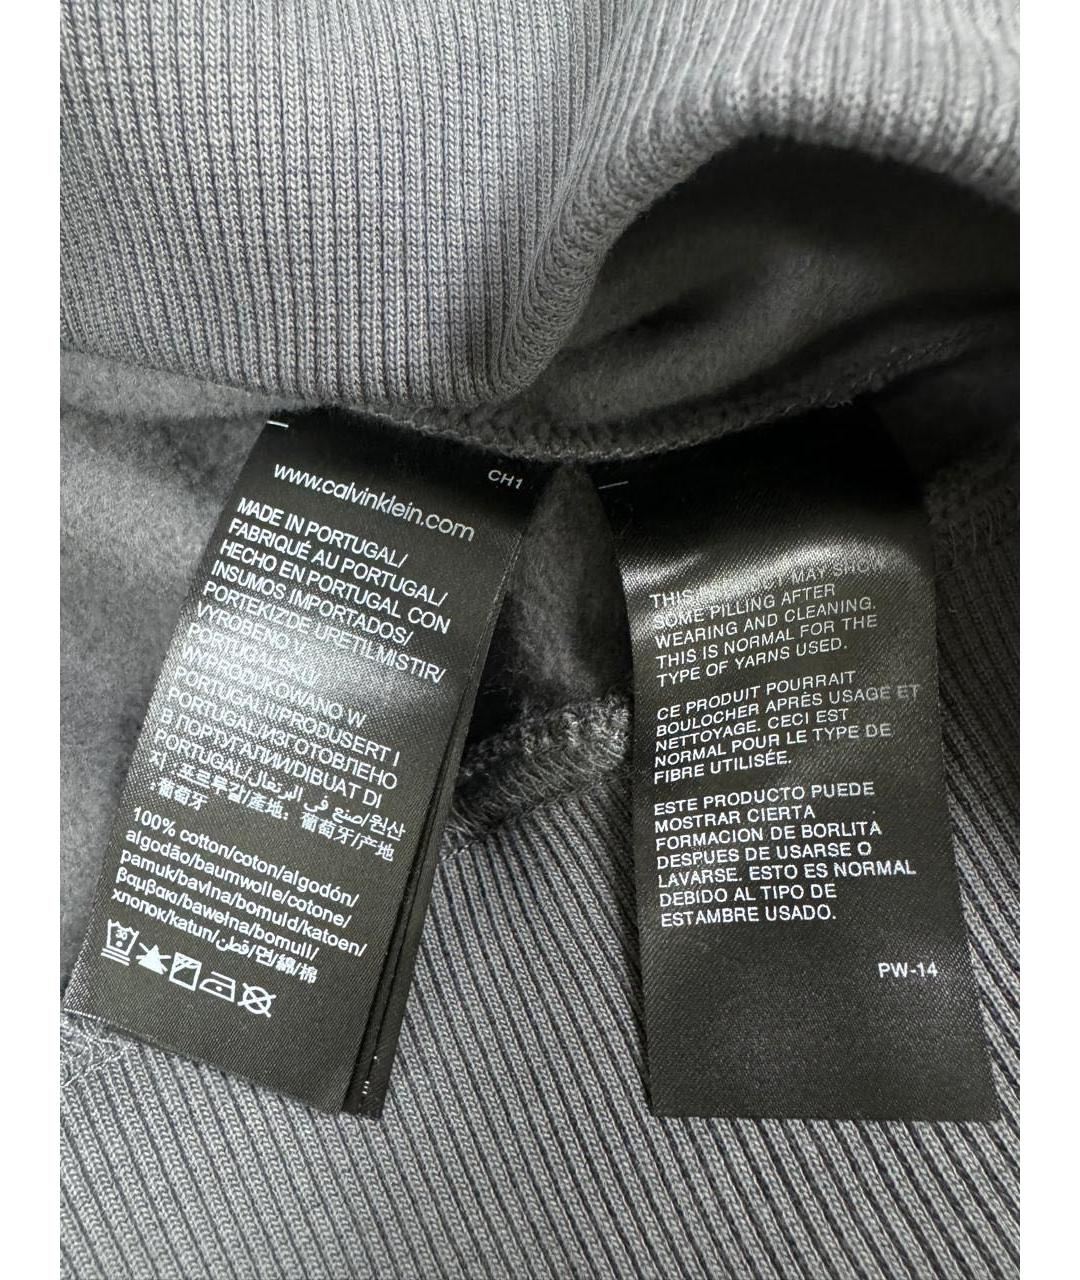 www.calvinklein.com
CH1
MADE IN PORTUGAL/
FABRIQUÉ AU PORTUGAL/
HECHO EN PORTUGAL CON
INSUMOS IMPORTADOS/
PORTEKIZDE URETILMISTIR/
VYROBENO V
PORTUGALSKU/
WYPRODUKOWANO W
PORTUGALII/PRODUSERT I
PORTUGAL/ИЗГОТОВЛЕНО
В ПОРТУГАЛИИ/DIBUAT DI
PORTUGAL/صنع في البرتغال/원산
지: 포르투갈/產地：葡萄牙/产地
:葡萄牙
100% cotton/coton/algodón/
algodão/baumwolle/cotone/
pamuk/bavlna/bomuld/katoen/
βαμβακι/bawełna/bomull/
хлопок/katun/قطن/면/綿/棉
30
THIS MAY SHOW
SOME PILLING AFTER
WEARING AND CLEANING.
THIS IS NORMAL FOR THE
TYPE OF YARNS USED.
CE PRODUIT POURRAIT
BOULOCHER APRÈS USAGE ET
NETTOYAGE. CECI EST
NORMAL POUR LE TYPE DE
FIBRE UTILISÉE.
ESTE PRODUCTO PUEDE
MOSTRAR CIERTA
FORMACION DE BORLITA
DESPUES DE USARSE O
LAVARSE. ESTO ES NORMAL
DEBIDO AL TIPO DE
ESTAMBRE USADO.
PW-14